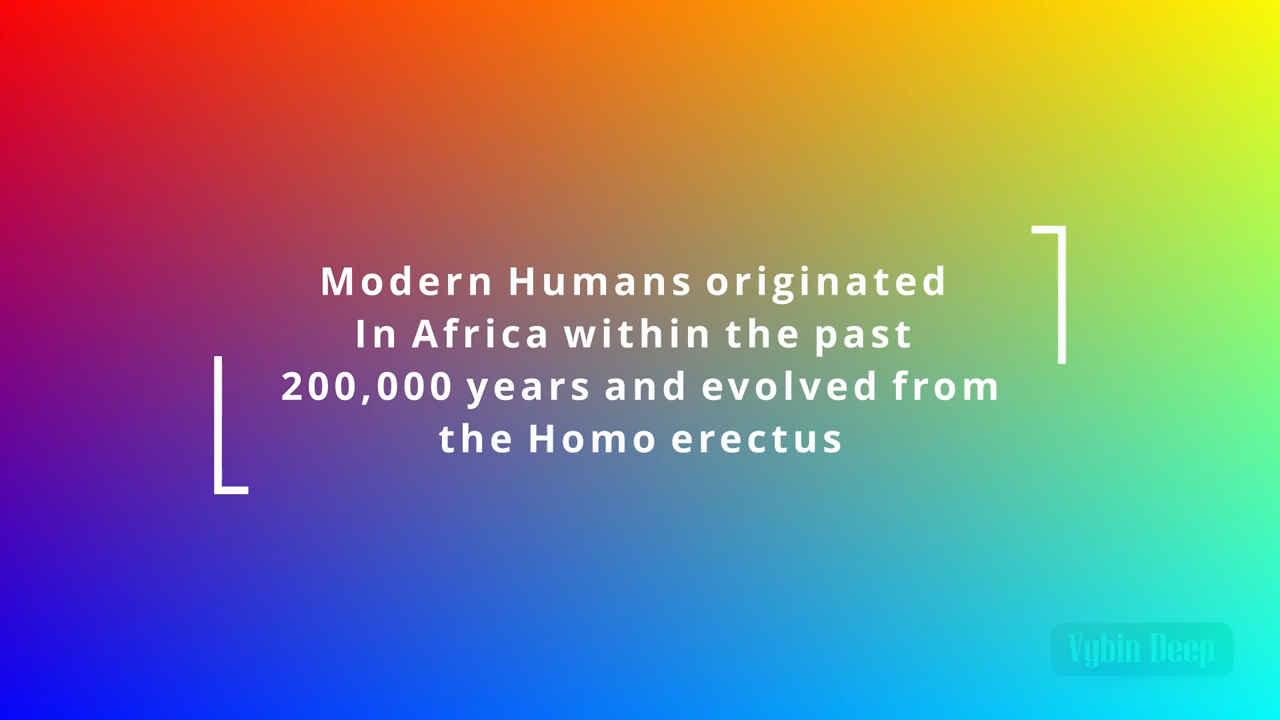 Modern Humans originated
In Africa within the past
200,000 years and evolved from
the Homo erectus
Vybin Deep